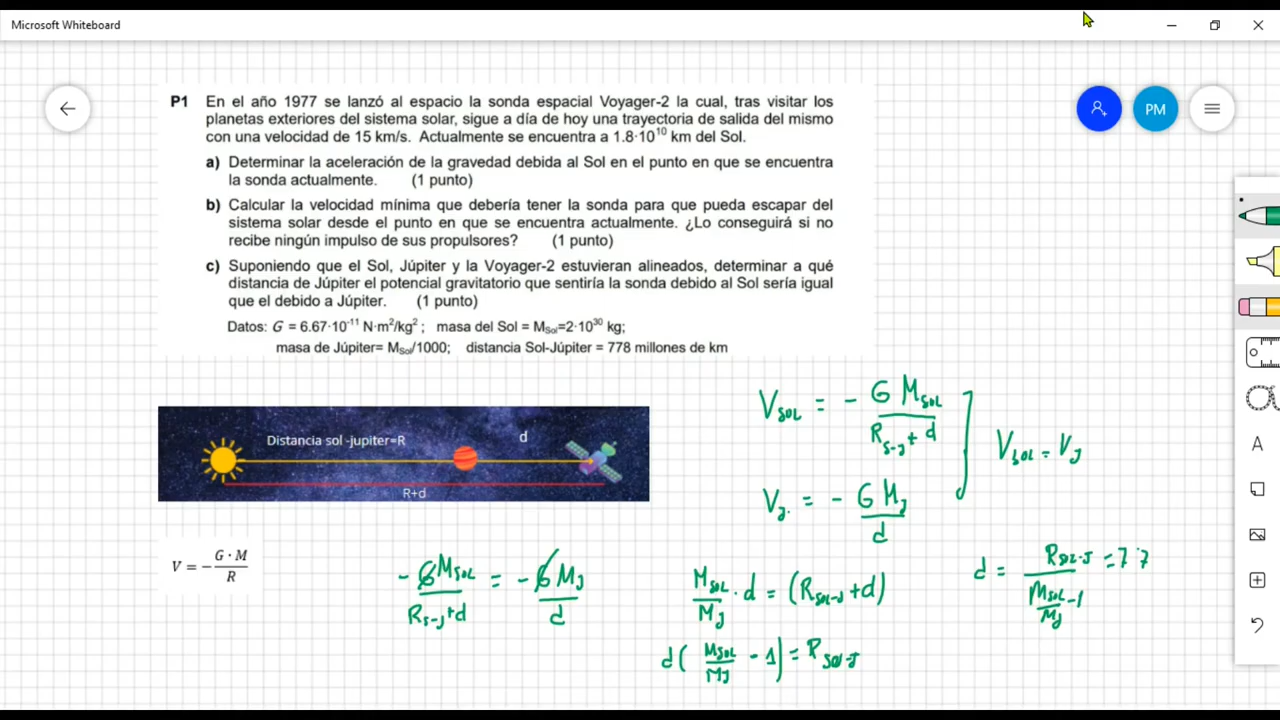 Microsoft Whiteboard
P1 En el año 1977 se lanzó al espacio la sonda espacial Voyager-2 la cual, tras visitar los
planetas exteriores del sistema solar, sigue a día de hoy una trayectoria de salida del mismo
con una velocidad de 15 km/s. Actualmente se encuentra a 1.8·10¹⁰ km del Sol.
a) Determinar la aceleración de la gravedad debida al Sol en el punto en que se encuentra
la sonda actualmente. (1 punto)
b) Calcular la velocidad mínima que debería tener la sonda para que pueda escapar del
sistema solar desde el punto en que se encuentra actualmente. ¿Lo conseguirá si no
recibe ningún impulso de sus propulsores? (1 punto)
c) Suponiendo que el Sol, Júpiter y la Voyager-2 estuvieran alineados, determinar a qué
distancia de Júpiter el potencial gravitatorio que sentiría la sonda debido al Sol sería igual
que el debido a Júpiter. (1 punto)
Datos: G = 6.67·10⁻¹¹ N·m²/kg² ; masa del Sol = M_Sol=2·10³⁰ kg;
masa de Júpiter= M_Sol/1000; distancia Sol-Júpiter = 778 millones de km
PM
A
Distancia sol -jupiter=R
d
R+d
V_SOL = - G M_SOL / (R_S-J + d)
V_J. = - G M_J / d
V_SOL = V_J
V = - G · M / R
- G M_SOL / (R_S-J + d) = - G M_J / d
M_SOL / M_J · d = (R_SOL-J + d)
d = R_SOL-J = 7'7 / (M_SOL / M_J - 1)
d ( M_SOL / M_J - 1) = R_SOL-J